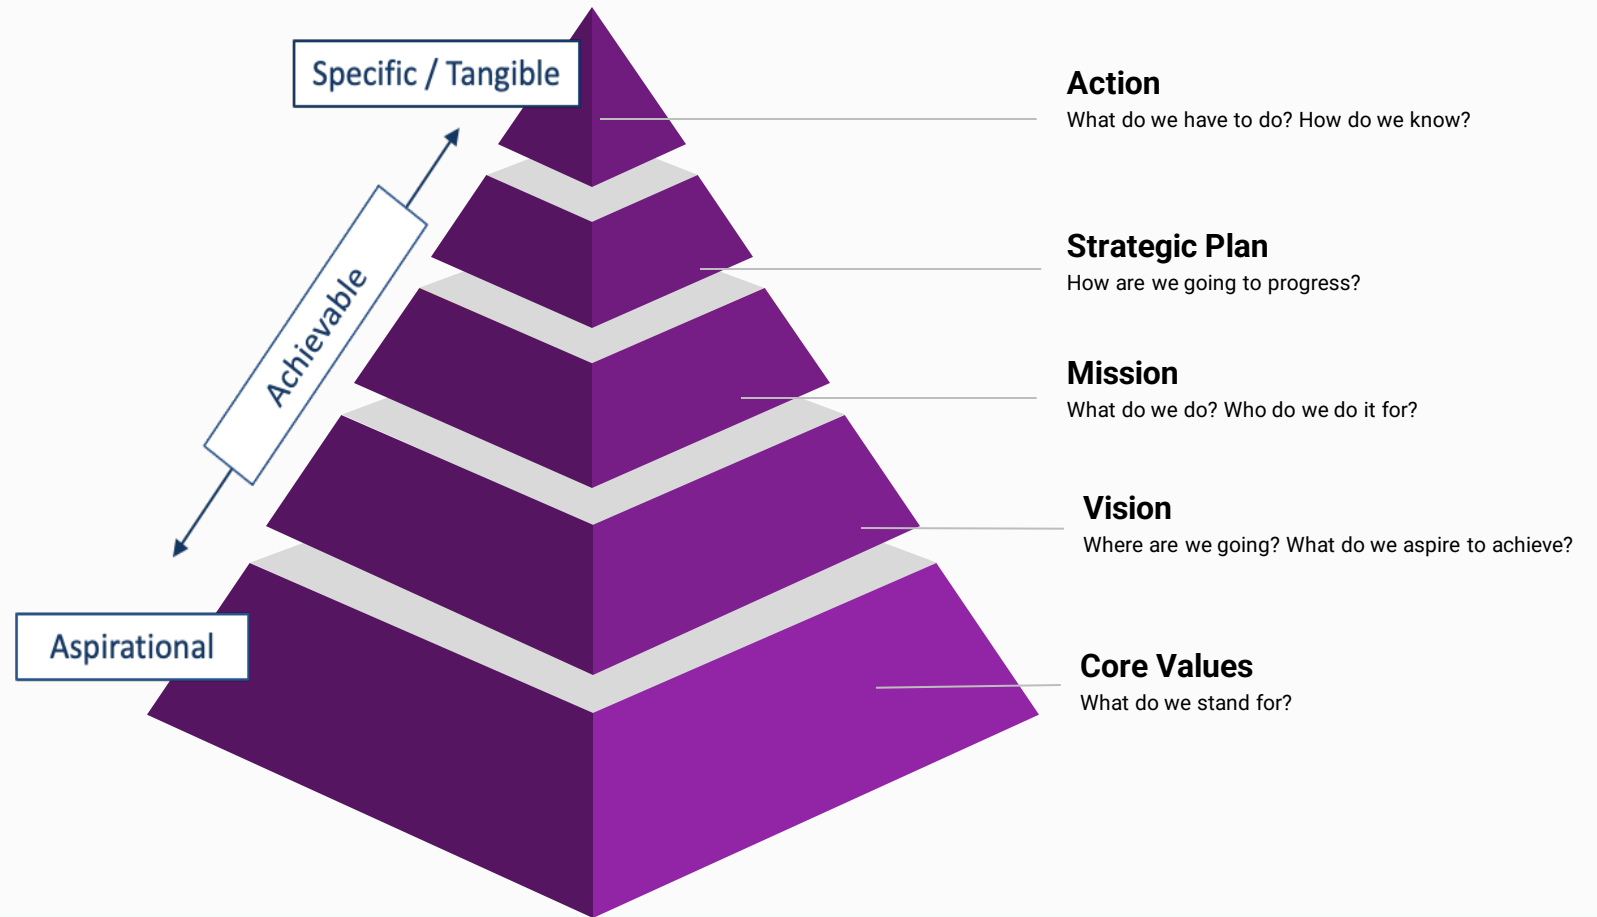 Specific / Tangible
Action
What do we have to do? How do we know?
Achievable
Strategic Plan
How are we going to progress?
Mission
What do we do? Who do we do it for?
Vision
Where are we going? What do we aspire to achieve?
Aspirational
Core Values
What do we stand for?